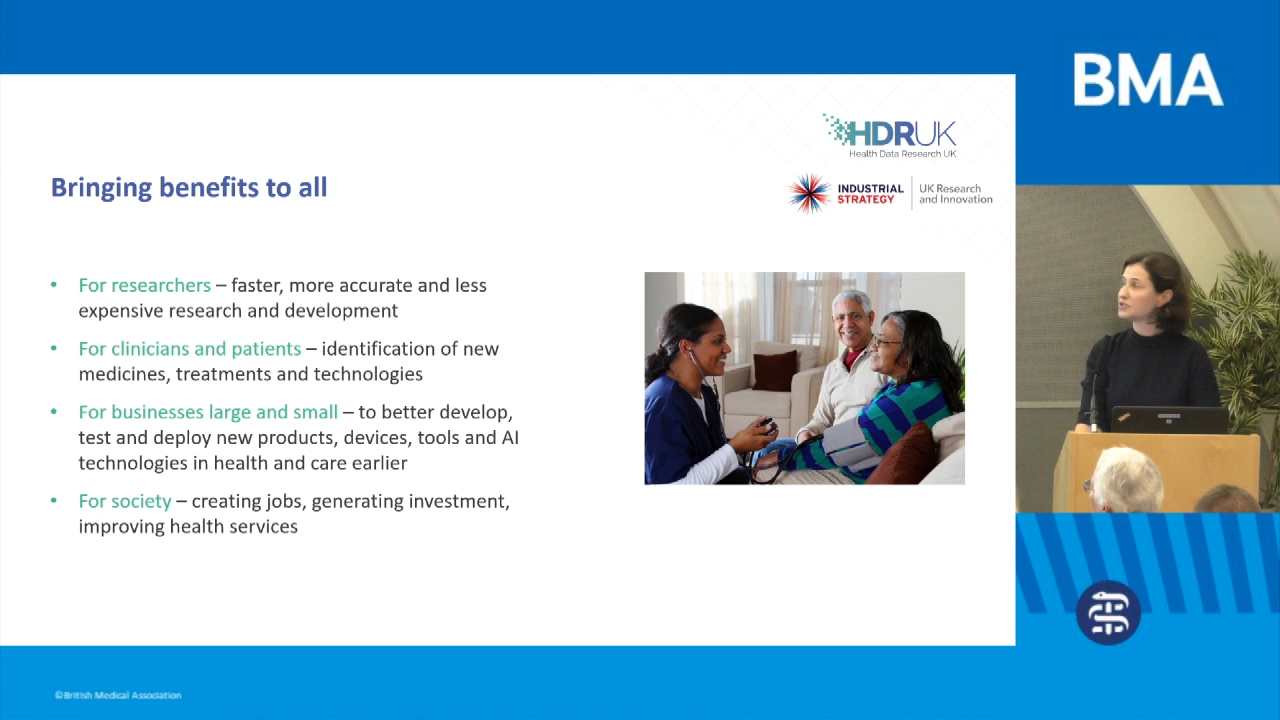 BMA
HDRUK
Health Data Research UK
INDUSTRIAL
STRATEGY
UK Research
and Innovation
Bringing benefits to all
• For researchers – faster, more accurate and less
expensive research and development
• For clinicians and patients – identification of new
medicines, treatments and technologies
• For businesses large and small – to better develop,
test and deploy new products, devices, tools and AI
technologies in health and care earlier
• For society – creating jobs, generating investment,
improving health services
©British Medical Association